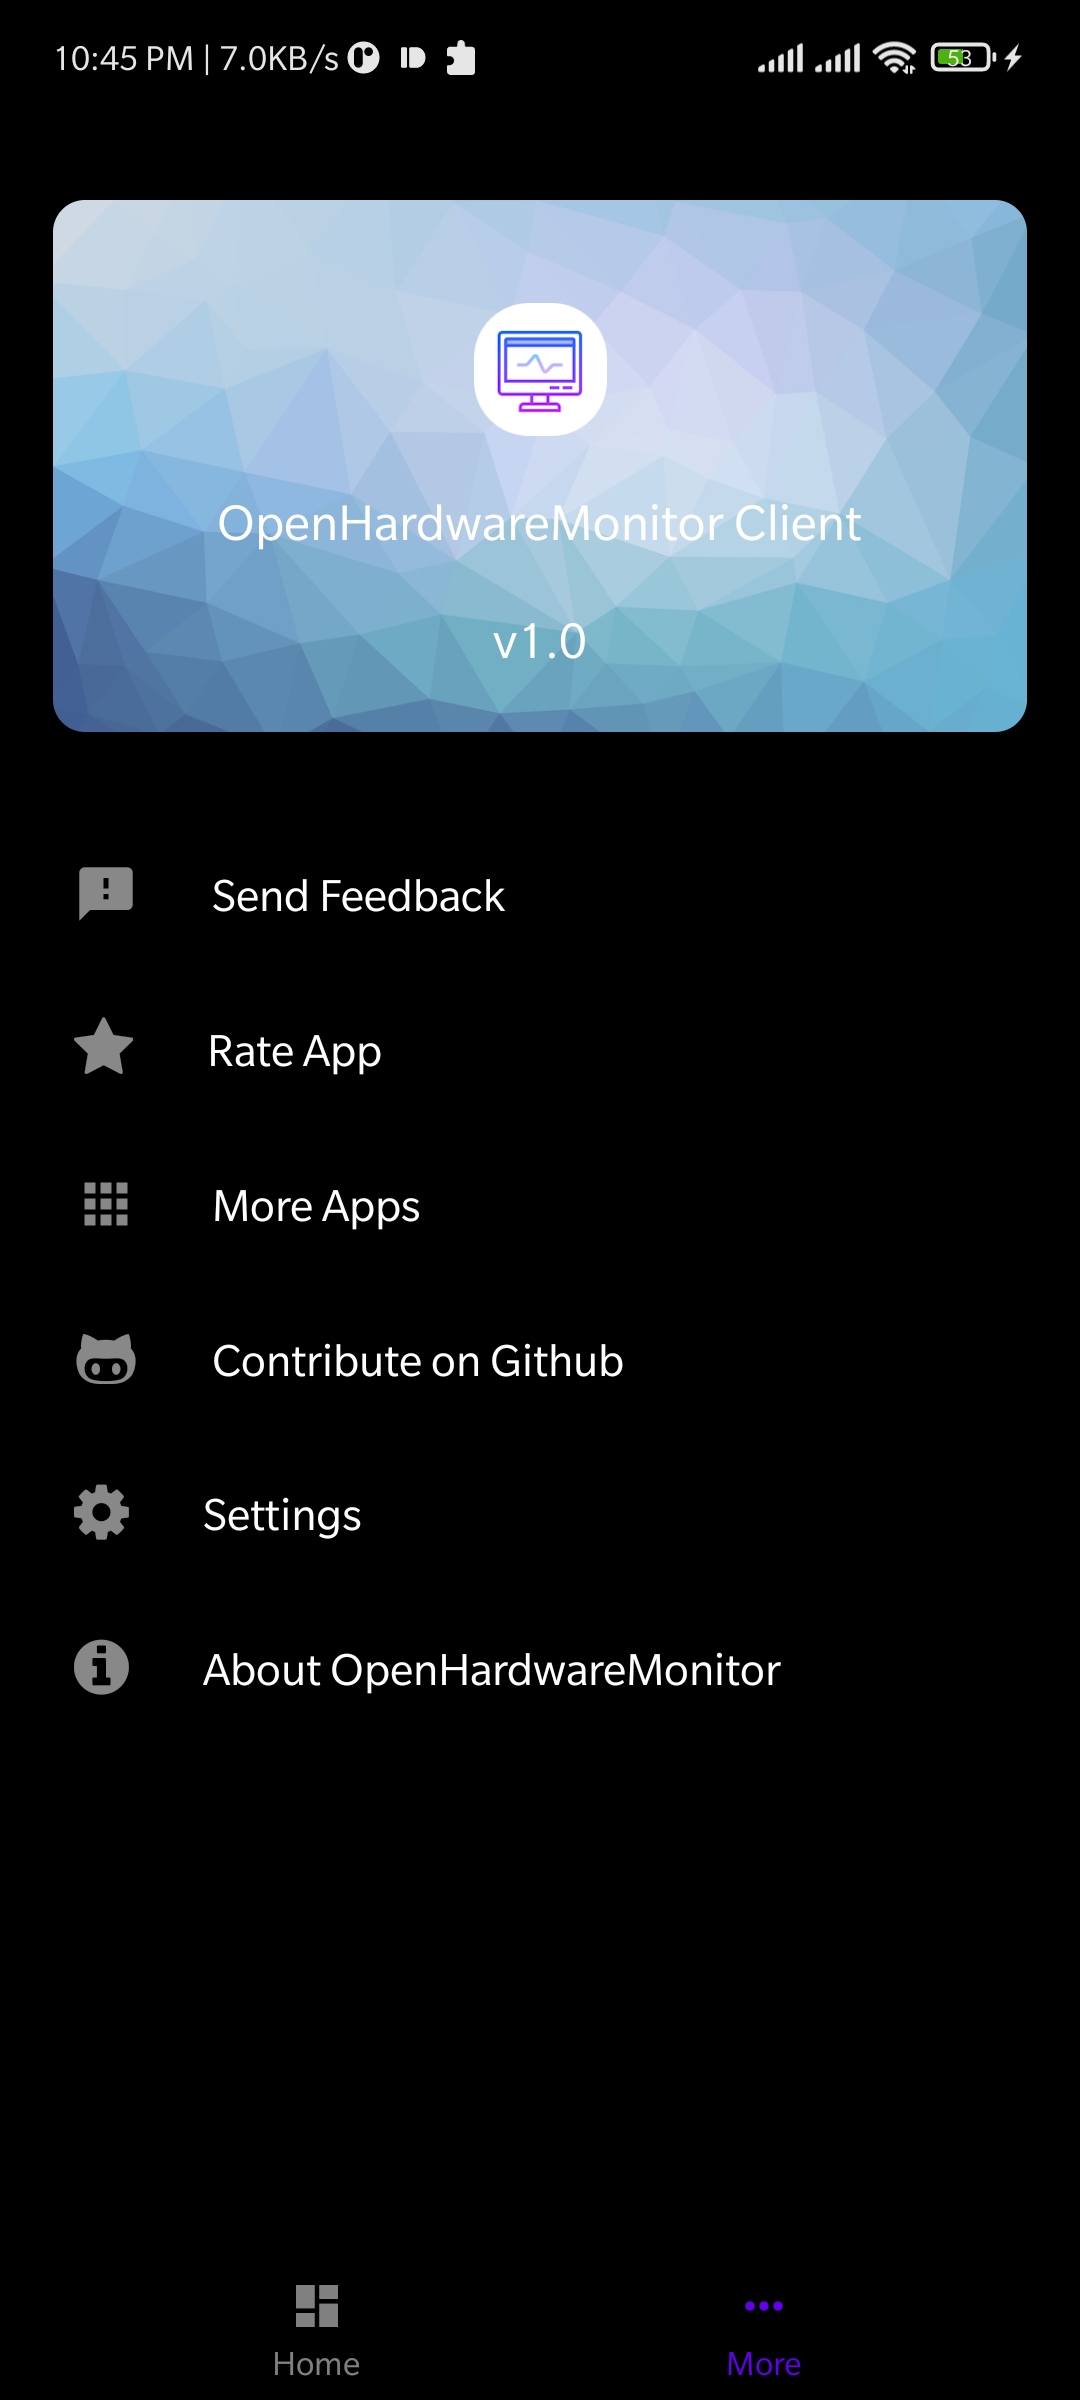 10:45 PM | 7.0KB/s 53
OpenHardwareMonitor Client
v1.0
Send Feedback
Rate App
More Apps
Contribute on Github
Settings
About OpenHardwareMonitor
Home More